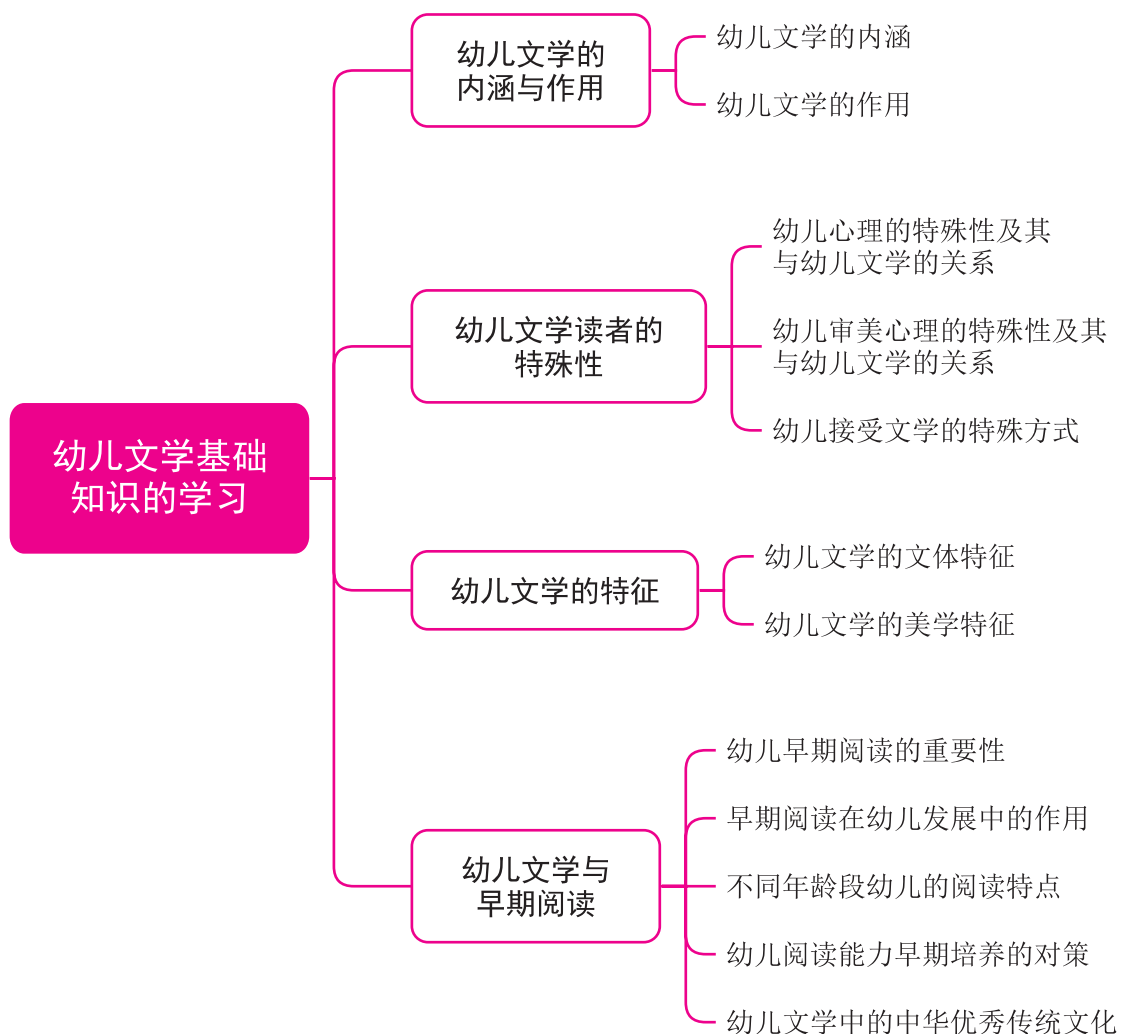 幼儿文学基础
知识的学习
幼儿文学的
内涵与作用
幼儿文学的内涵
幼儿文学的作用
幼儿文学读者的
特殊性
幼儿心理的特殊性及其
与幼儿文学的关系
幼儿审美心理的特殊性及其
与幼儿文学的关系
幼儿接受文学的特殊方式
幼儿文学的特征
幼儿文学的文体特征
幼儿文学的美学特征
幼儿文学与
早期阅读
幼儿早期阅读的重要性
早期阅读在幼儿发展中的作用
不同年龄段幼儿的阅读特点
幼儿阅读能力早期培养的对策
幼儿文学中的中华优秀传统文化